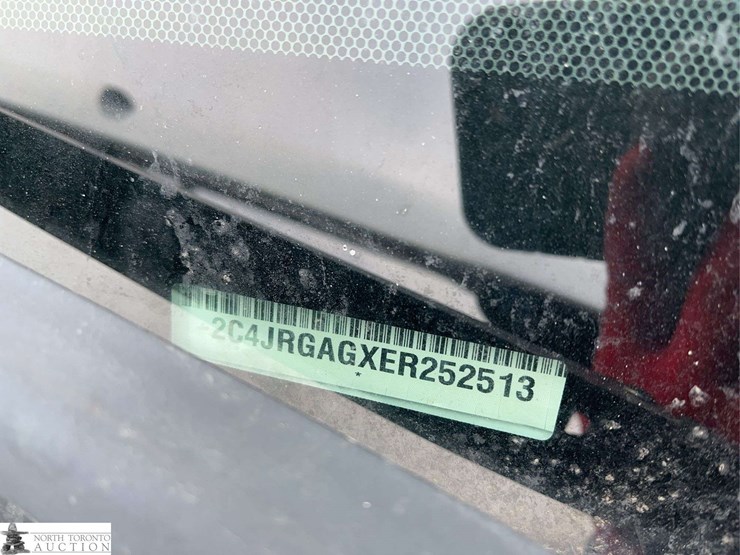 2C4JRGAGXER252513
*
NORTH TORONTO
AUCTION